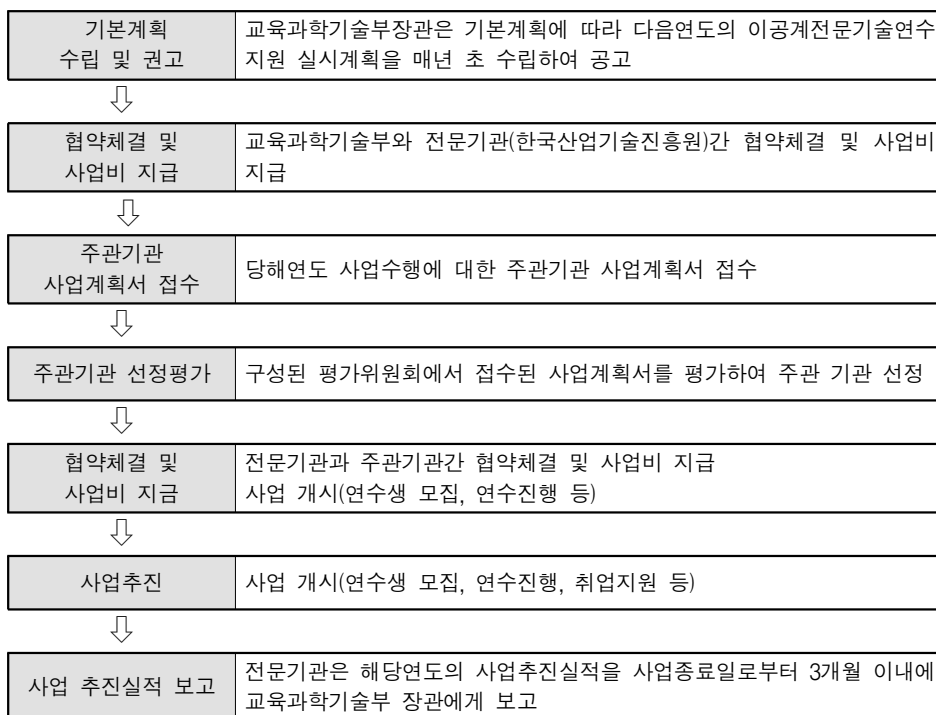 기본계획
수립 및 권고
교육과학기술부장관은 기본계획에 따라 다음연도의 이공계전문기술연수
지원 실시계획을 매년 초 수립하여 공고
협약체결 및
사업비 지급
교육과학기술부와 전문기관(한국산업기술진흥원)간 협약체결 및 사업비
지급
주관기관
사업계획서 접수
당해연도 사업수행에 대한 주관기관 사업계획서 접수
주관기관 선정평가
구성된 평가위원회에서 접수된 사업계획서를 평가하여 주관 기관 선정
협약체결 및
사업비 지금
전문기관과 주관기관간 협약체결 및 사업비 지급
사업 개시(연수생 모집, 연수진행 등)
사업추진
사업 개시(연수생 모집, 연수진행, 취업지원 등)
사업 추진실적 보고
전문기관은 해당연도의 사업추진실적을 사업종료일로부터 3개월 이내에
교육과학기술부 장관에게 보고